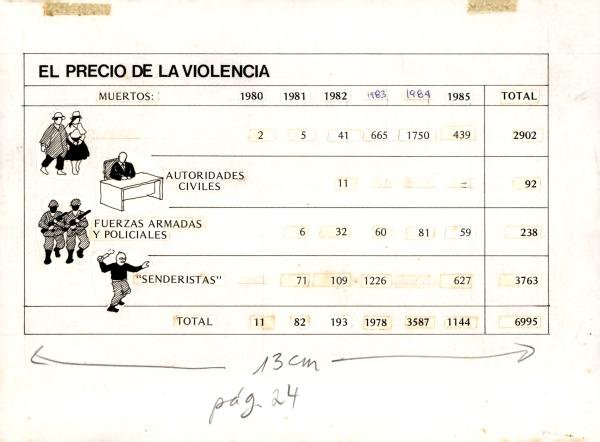 EL PRECIO DE LA VIOLENCIA
MUERTOS: 1980 1981 1982 1983 1984 1985 TOTAL
2 5 41 665 1750 439 2902
AUTORIDADES
CIVILES 11 92
FUERZAS ARMADAS
Y POLICIALES 6 32 60 81 59 238
"SENDERISTAS" 71 109 1226 627 3763
TOTAL 11 82 193 1978 3587 1144 6995
13 cm
pág. 24